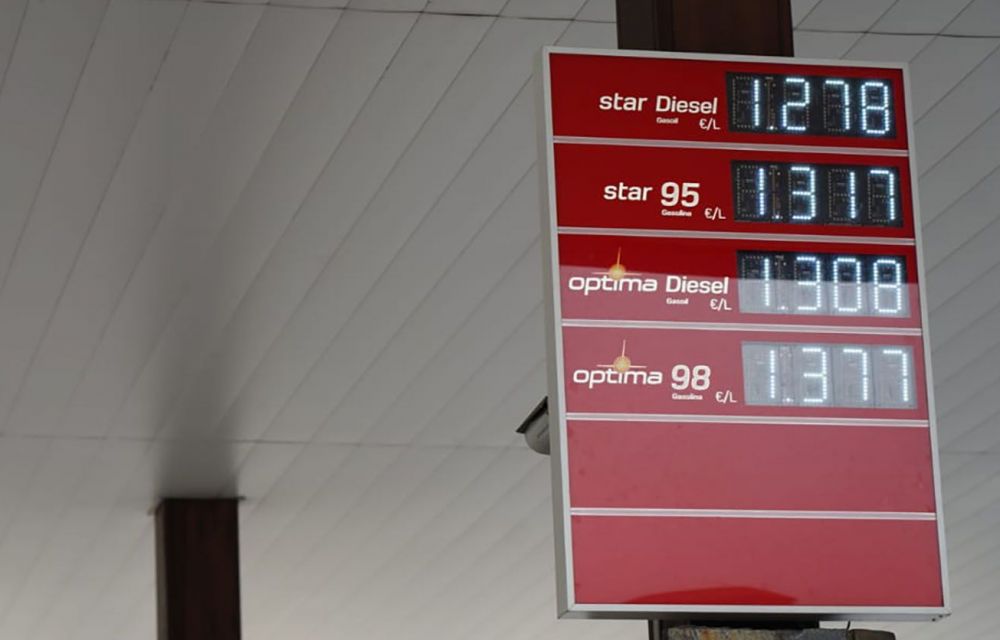 star Diesel 1.278
Gasoil €/L
star 95 1.317
Gasolina €/L
optima Diesel 1.308
Gasoil €/L
optima 98 1.377
Gasolina €/L